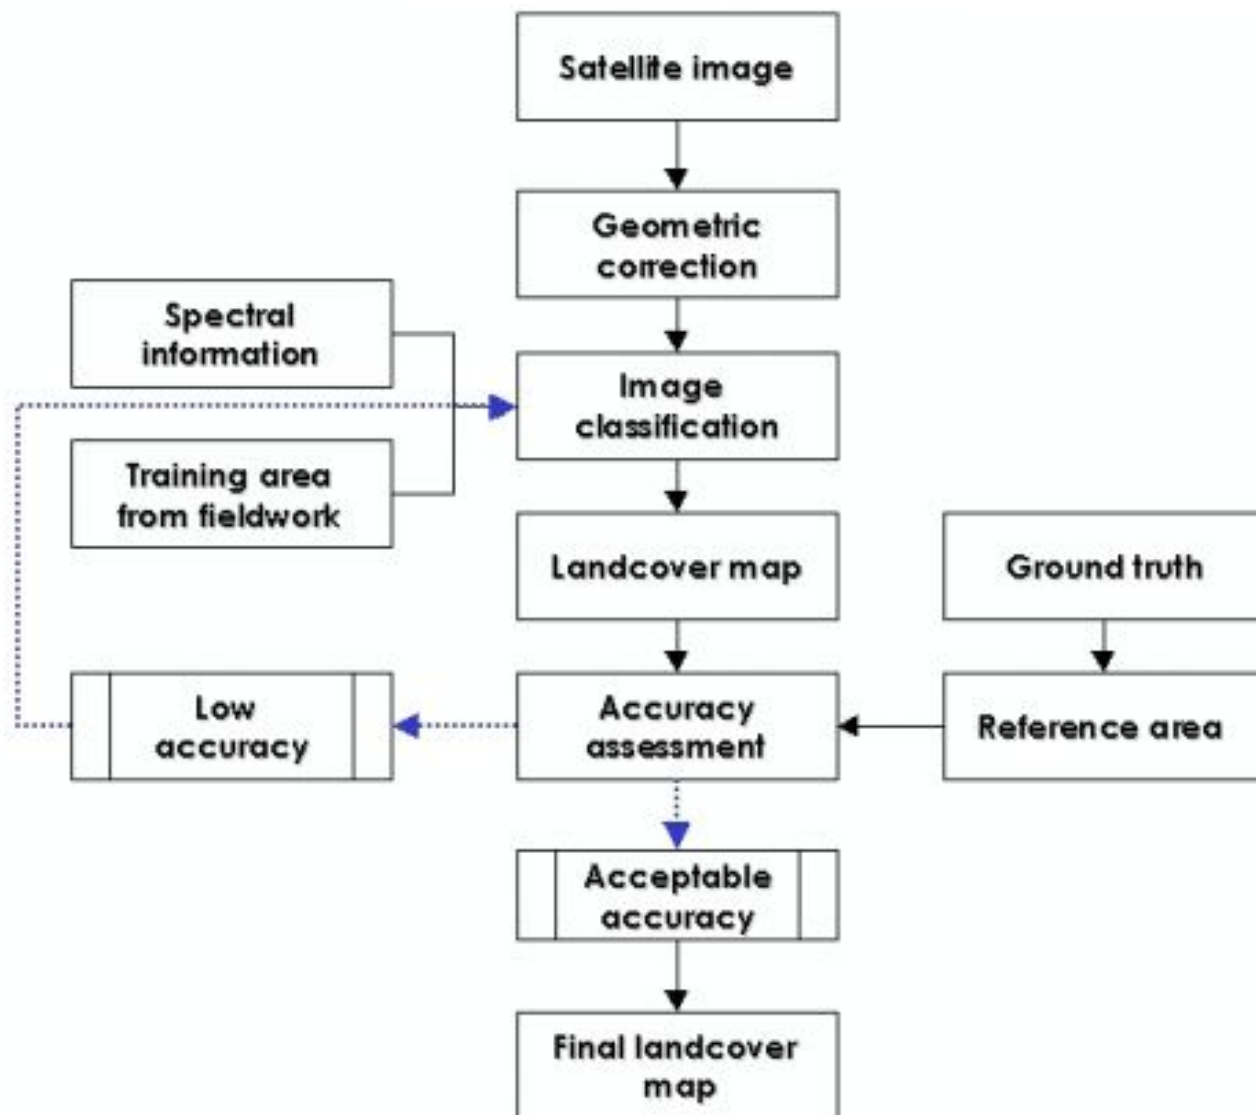 Satellite image
Geometric
correction
Spectral
information
Image
classification
Training area
from fieldwork
Landcover map
Ground truth
Low
accuracy
Accuracy
assessment
Reference area
Acceptable
accuracy
Final landcover
map